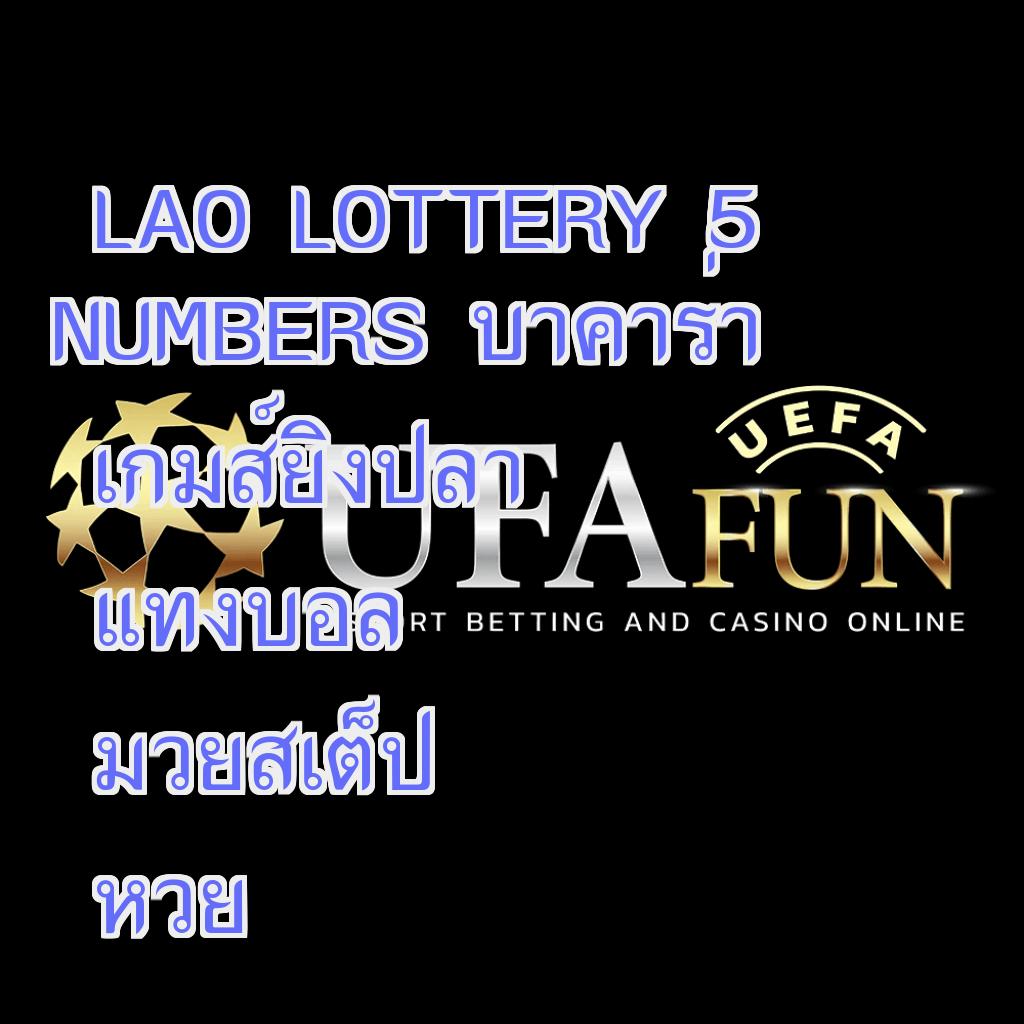 LAO LOTTERY ุ5
NUMBERS บาคาร่า
เกมส์ยิงปลา
UEFA
UFAFUN
แทงบอล
RT BETTING AND CASINO ONLINE
มวยสเต็ป
หวย